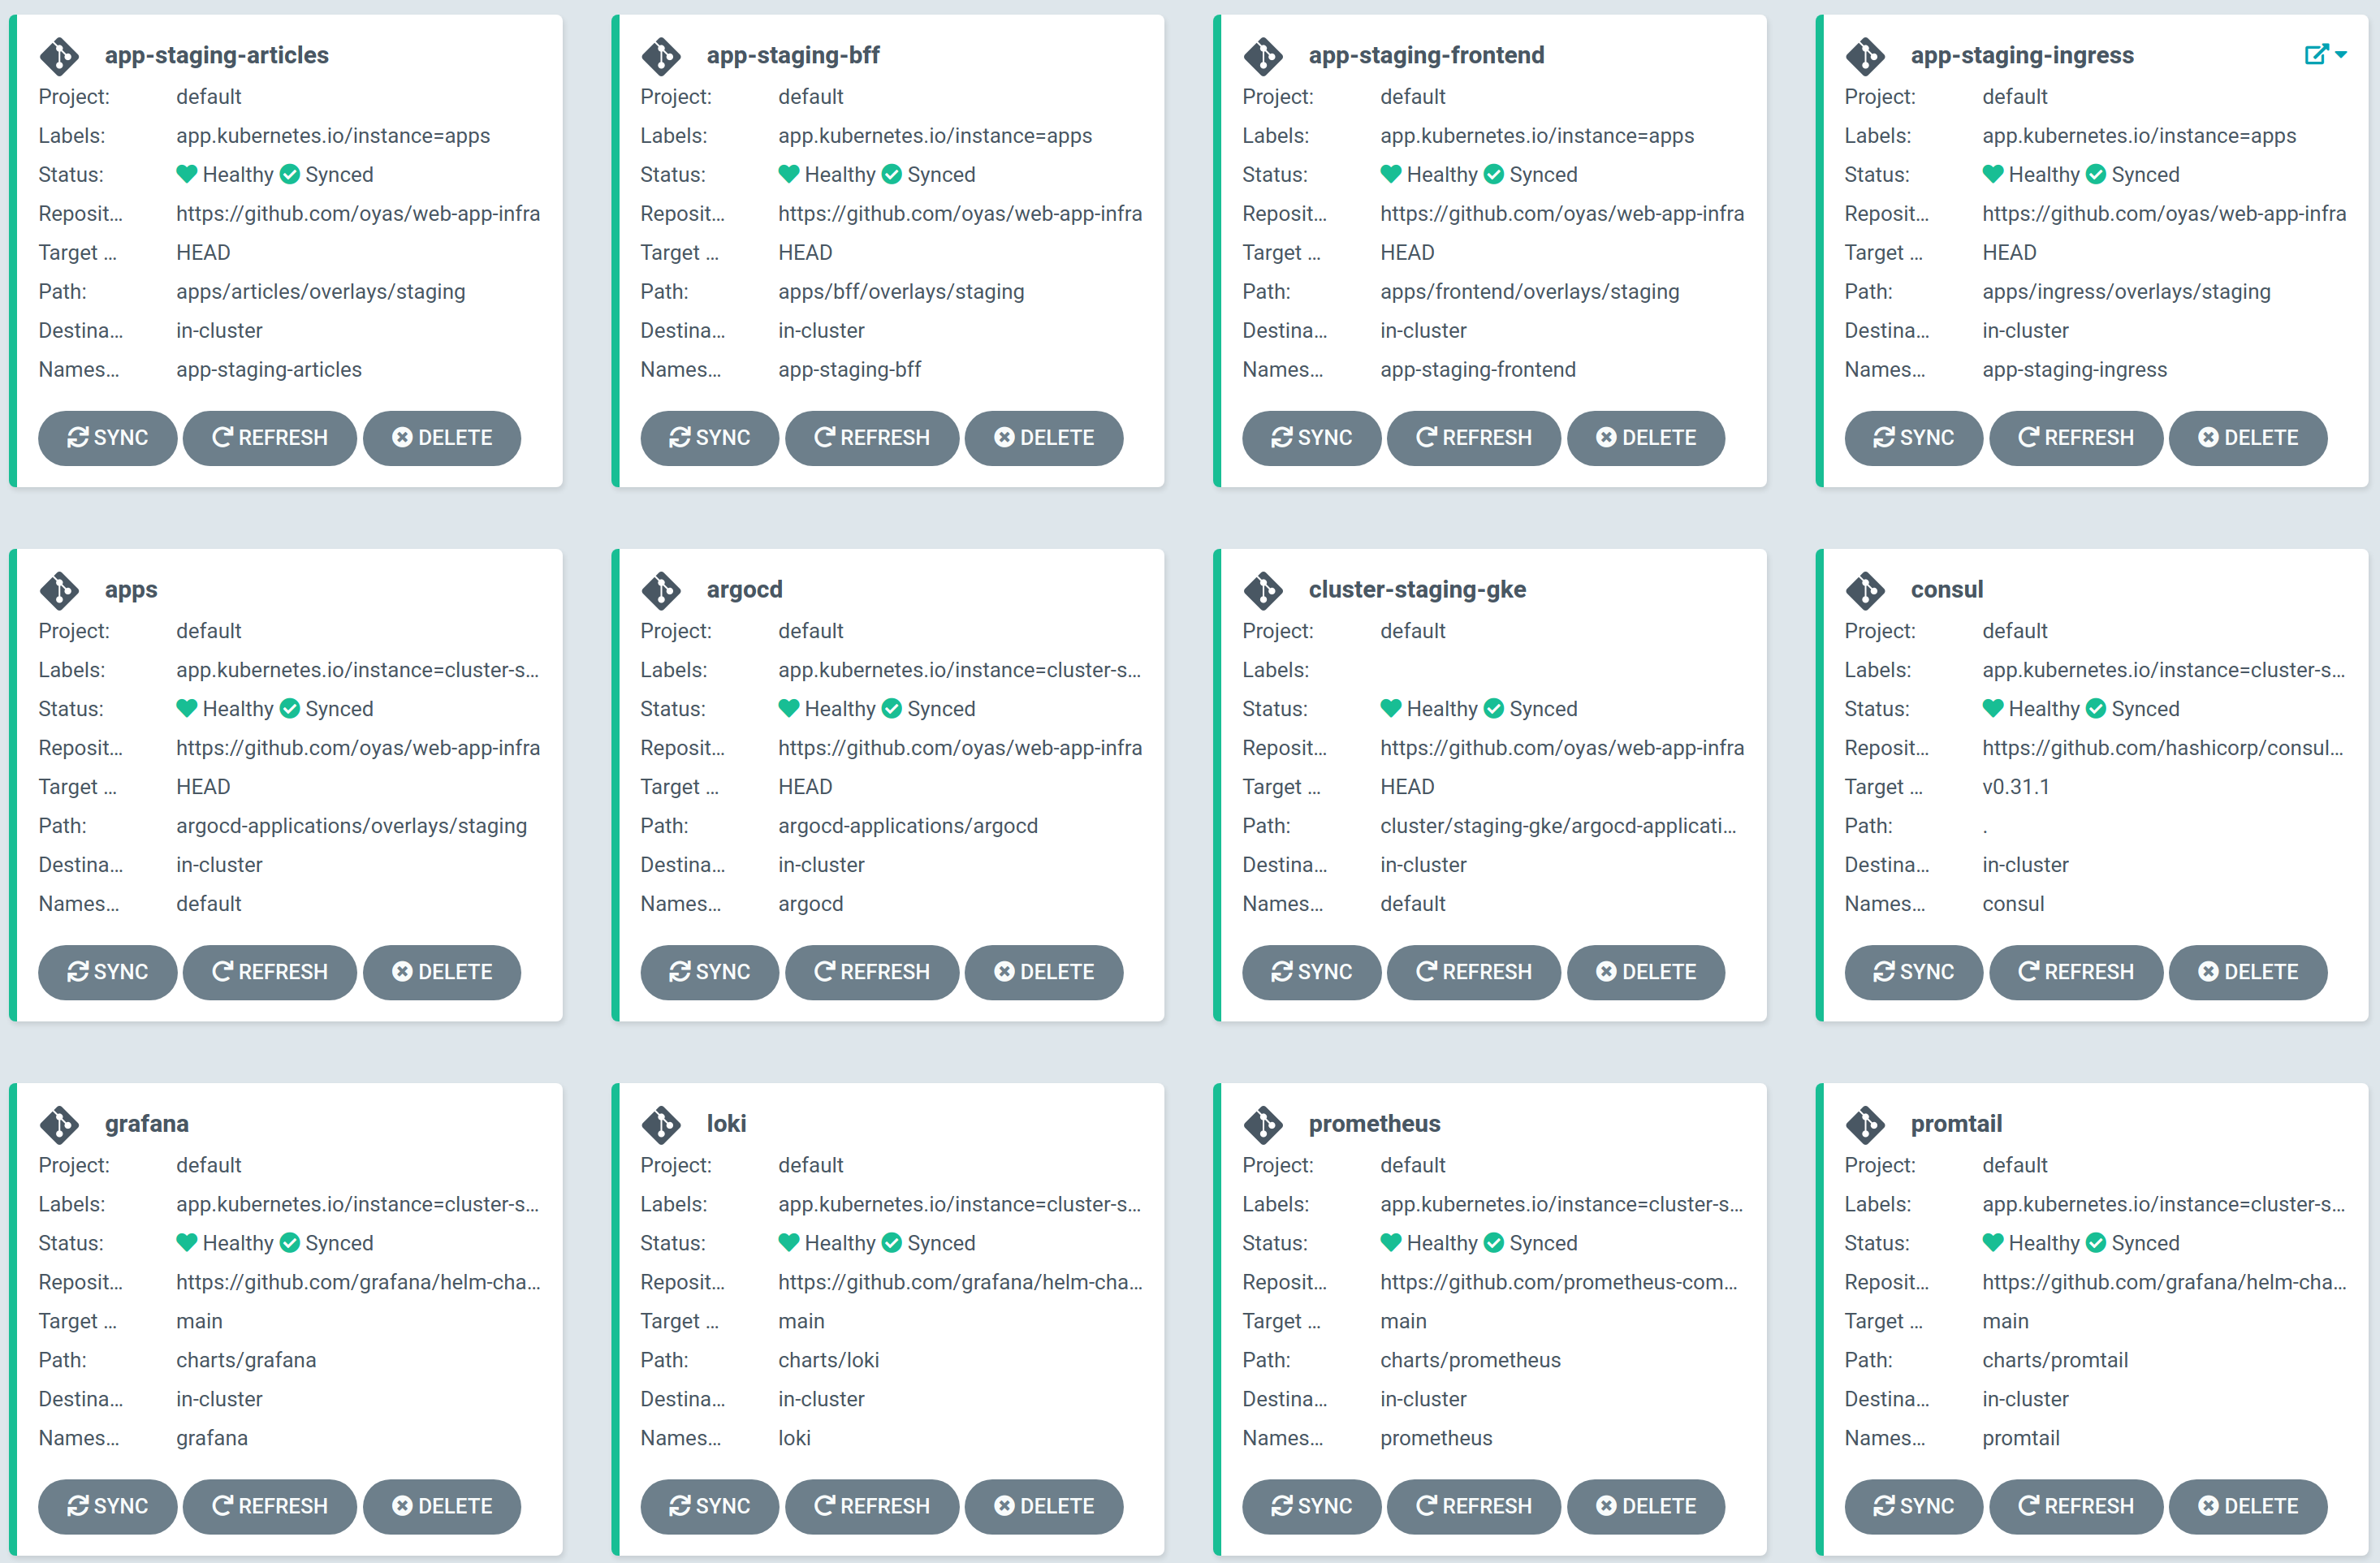 app-staging-articles
Project: default
Labels: app.kubernetes.io/instance=apps
Status: Healthy Synced
Reposit... https://github.com/oyas/web-app-infra
Target ... HEAD
Path: apps/articles/overlays/staging
Destina... in-cluster
Names... app-staging-articles
SYNC REFRESH DELETE
app-staging-bff
Project: default
Labels: app.kubernetes.io/instance=apps
Status: Healthy Synced
Reposit... https://github.com/oyas/web-app-infra
Target ... HEAD
Path: apps/bff/overlays/staging
Destina... in-cluster
Names... app-staging-bff
SYNC REFRESH DELETE
app-staging-frontend
Project: default
Labels: app.kubernetes.io/instance=apps
Status: Healthy Synced
Reposit... https://github.com/oyas/web-app-infra
Target ... HEAD
Path: apps/frontend/overlays/staging
Destina... in-cluster
Names... app-staging-frontend
SYNC REFRESH DELETE
app-staging-ingress
Project: default
Labels: app.kubernetes.io/instance=apps
Status: Healthy Synced
Reposit... https://github.com/oyas/web-app-infra
Target ... HEAD
Path: apps/ingress/overlays/staging
Destina... in-cluster
Names... app-staging-ingress
SYNC REFRESH DELETE
apps
Project: default
Labels: app.kubernetes.io/instance=cluster-s...
Status: Healthy Synced
Reposit... https://github.com/oyas/web-app-infra
Target ... HEAD
Path: argocd-applications/overlays/staging
Destina... in-cluster
Names... default
SYNC REFRESH DELETE
argocd
Project: default
Labels: app.kubernetes.io/instance=cluster-s...
Status: Healthy Synced
Reposit... https://github.com/oyas/web-app-infra
Target ... HEAD
Path: argocd-applications/argocd
Destina... in-cluster
Names... argocd
SYNC REFRESH DELETE
cluster-staging-gke
Project: default
Labels:
Status: Healthy Synced
Reposit... https://github.com/oyas/web-app-infra
Target ... HEAD
Path: cluster/staging-gke/argocd-applicati...
Destina... in-cluster
Names... default
SYNC REFRESH DELETE
consul
Project: default
Labels: app.kubernetes.io/instance=cluster-s...
Status: Healthy Synced
Reposit... https://github.com/hashicorp/consul...
Target ... v0.31.1
Path: .
Destina... in-cluster
Names... consul
SYNC REFRESH DELETE
grafana
Project: default
Labels: app.kubernetes.io/instance=cluster-s...
Status: Healthy Synced
Reposit... https://github.com/grafana/helm-cha...
Target ... main
Path: charts/grafana
Destina... in-cluster
Names... grafana
SYNC REFRESH DELETE
loki
Project: default
Labels: app.kubernetes.io/instance=cluster-s...
Status: Healthy Synced
Reposit... https://github.com/grafana/helm-cha...
Target ... main
Path: charts/loki
Destina... in-cluster
Names... loki
SYNC REFRESH DELETE
prometheus
Project: default
Labels: app.kubernetes.io/instance=cluster-s...
Status: Healthy Synced
Reposit... https://github.com/prometheus-com...
Target ... main
Path: charts/prometheus
Destina... in-cluster
Names... prometheus
SYNC REFRESH DELETE
promtail
Project: default
Labels: app.kubernetes.io/instance=cluster-s...
Status: Healthy Synced
Reposit... https://github.com/grafana/helm-cha...
Target ... main
Path: charts/promtail
Destina... in-cluster
Names... promtail
SYNC REFRESH DELETE